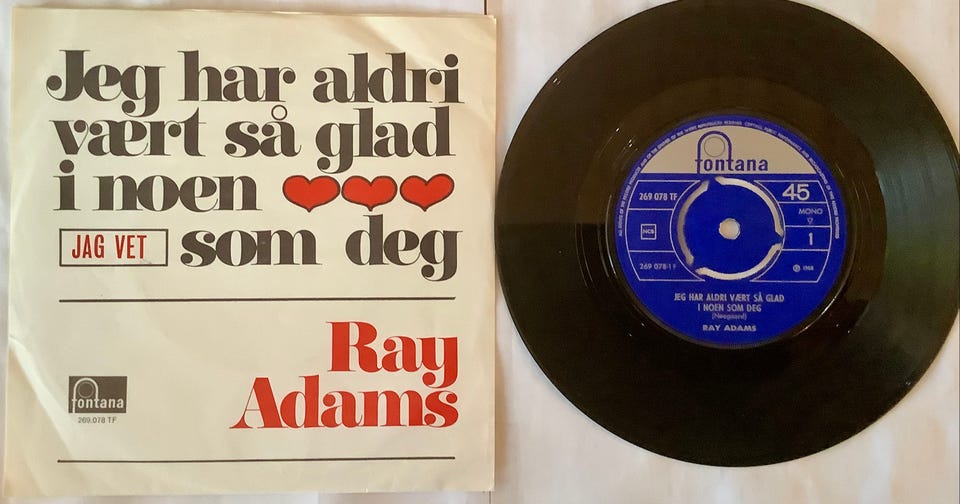 Jeg har aldri
vært så glad
i noen
JAG VET som deg
Ray
Adams
fontana
269.078 TF
fontana
269 078 TF
45
MONO
NCB
1
269 078-1 F
℗ 1968
JEG HAR ALDRI VÆRT SÅ GLAD
I NOEN SOM DEG
(Neegaard)
RAY ADAMS